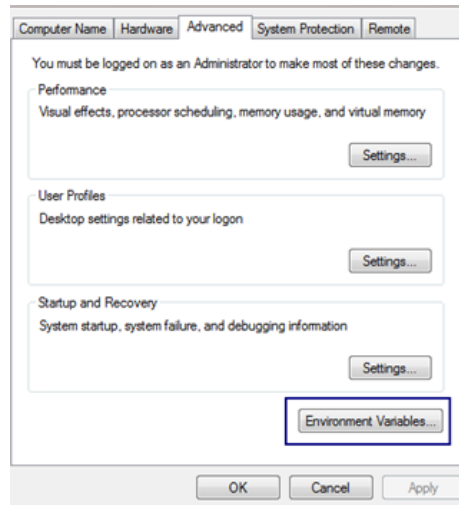 Computer Name Hardware Advanced System Protection Remote
You must be logged on as an Administrator to make most of these changes.
Performance
Visual effects, processor scheduling, memory usage, and virtual memory
Settings...
User Profiles
Desktop settings related to your logon
Settings...
Startup and Recovery
System startup, system failure, and debugging information
Settings...
Environment Variables...
OK Cancel Apply